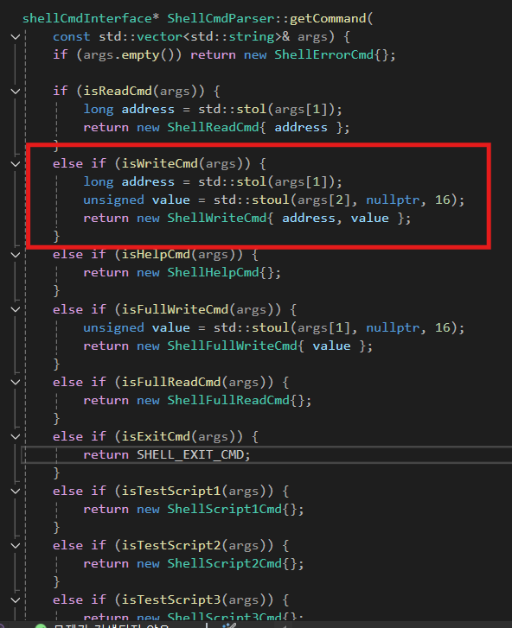 shellCmdInterface* ShellCmdParser::getCommand(
const std::vector<std::string>& args) {
if (args.empty()) return new ShellErrorCmd{};
if (isReadCmd(args)) {
long address = std::stol(args[1]);
return new ShellReadCmd{ address };
}
else if (isWriteCmd(args)) {
long address = std::stol(args[1]);
unsigned value = std::stoul(args[2], nullptr, 16);
return new ShellWriteCmd{ address, value };
}
else if (isHelpCmd(args)) {
return new ShellHelpCmd{};
}
else if (isFullWriteCmd(args)) {
unsigned value = std::stoul(args[1], nullptr, 16);
return new ShellFullWriteCmd{ value };
}
else if (isFullReadCmd(args)) {
return new ShellFullReadCmd{};
}
else if (isExitCmd(args)) {
return SHELL_EXIT_CMD;
}
else if (isTestScript1(args)) {
return new ShellScript1Cmd{};
}
else if (isTestScript2(args)) {
return new ShellScript2Cmd{};
}
else if (isTestScript3(args)) {
return new ShellScript3Cmd{};